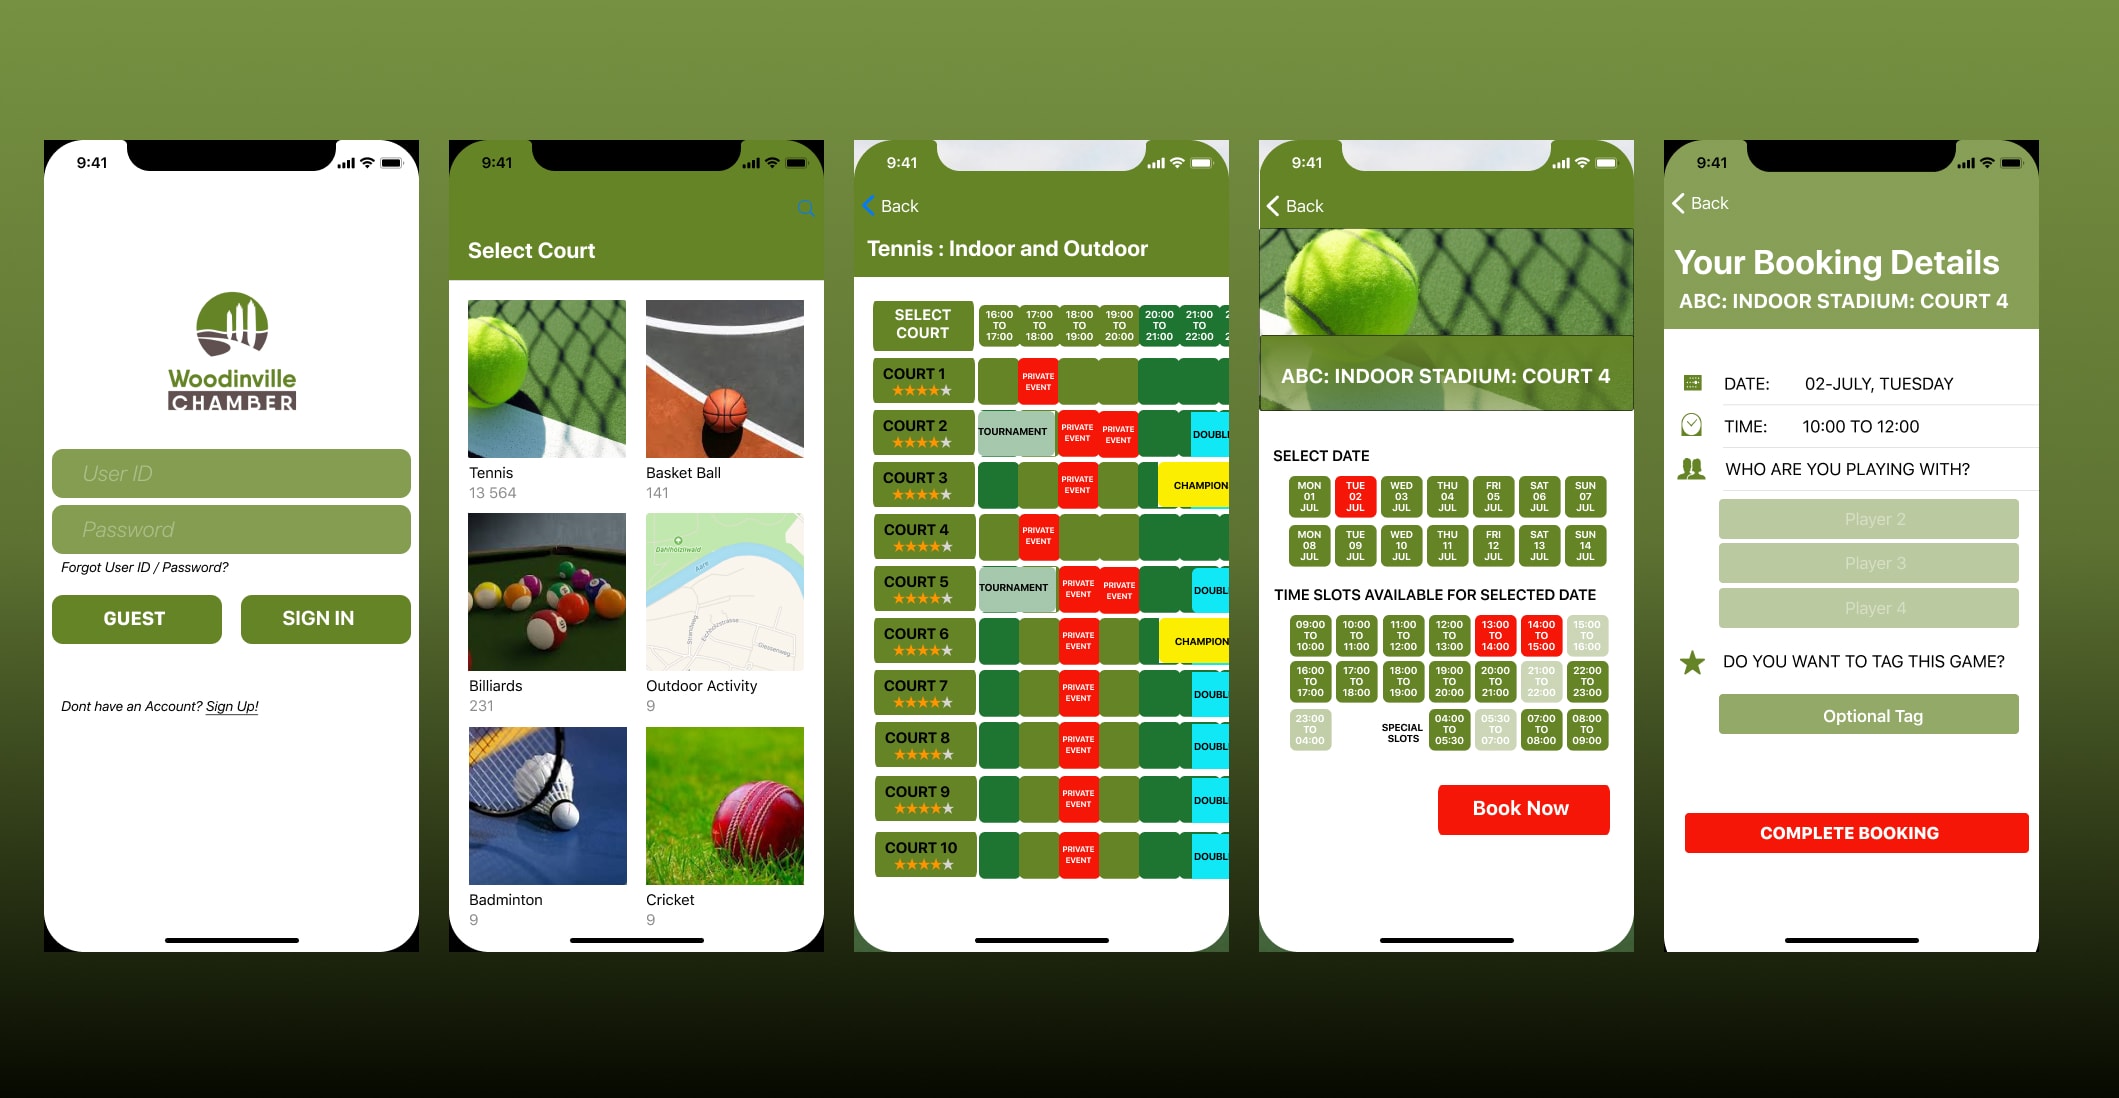 9:41
Woodinville
CHAMBER
User ID
Password
Forgot User ID / Password?
GUEST
SIGN IN
Dont have an Account? Sign Up!
9:41
Select Court
Tennis
13 564
Basket Ball
141
Dählhölzliwald
Aare
Strandweg
Eichholzstrasse
Giessenweg
Billiards
231
Outdoor Activity
9
Badminton
9
Cricket
9
9:41
Back
Tennis : Indoor and Outdoor
SELECT
COURT
16:00
TO
17:00
17:00
TO
18:00
18:00
TO
19:00
19:00
TO
20:00
20:00
TO
21:00
21:00
TO
22:00
COURT 1
PRIVATE
EVENT
COURT 2
TOURNAMENT
PRIVATE
EVENT
PRIVATE
EVENT
DOUBL
COURT 3
PRIVATE
EVENT
CHAMPION
COURT 4
PRIVATE
EVENT
COURT 5
TOURNAMENT
PRIVATE
EVENT
PRIVATE
EVENT
DOUBL
COURT 6
PRIVATE
EVENT
CHAMPION
COURT 7
PRIVATE
EVENT
DOUBL
COURT 8
PRIVATE
EVENT
DOUBL
COURT 9
PRIVATE
EVENT
DOUBL
COURT 10
PRIVATE
EVENT
DOUBL
9:41
Back
ABC: INDOOR STADIUM: COURT 4
SELECT DATE
MON
01
JUL
TUE
02
JUL
WED
03
JUL
THU
04
JUL
FRI
05
JUL
SAT
06
JUL
SUN
07
JUL
MON
08
JUL
TUE
09
JUL
WED
10
JUL
THU
11
JUL
FRI
12
JUL
SAT
13
JUL
SUN
14
JUL
TIME SLOTS AVAILABLE FOR SELECTED DATE
09:00
TO
10:00
10:00
TO
11:00
11:00
TO
12:00
12:00
TO
13:00
13:00
TO
14:00
14:00
TO
15:00
15:00
TO
16:00
16:00
TO
17:00
17:00
TO
18:00
18:00
TO
19:00
19:00
TO
20:00
20:00
TO
21:00
21:00
TO
22:00
22:00
TO
23:00
23:00
TO
04:00
SPECIAL
SLOTS
04:00
TO
05:30
05:30
TO
07:00
07:00
TO
08:00
08:00
TO
09:00
Book Now
9:41
Back
Your Booking Details
ABC: INDOOR STADIUM: COURT 4
DATE: 02-JULY, TUESDAY
TIME: 10:00 TO 12:00
WHO ARE YOU PLAYING WITH?
Player 2
Player 3
Player 4
DO YOU WANT TO TAG THIS GAME?
Optional Tag
COMPLETE BOOKING